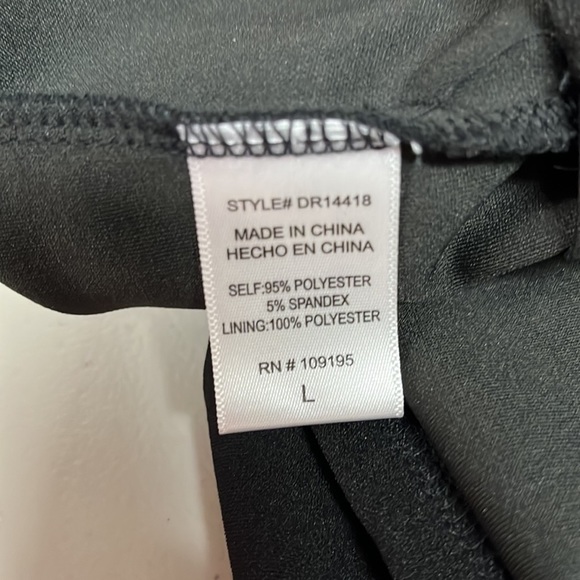 STYLE# DR14418
MADE IN CHINA
HECHO EN CHINA
SELF:95% POLYESTER
5% SPANDEX
LINING:100% POLYESTER
RN # 109195
L